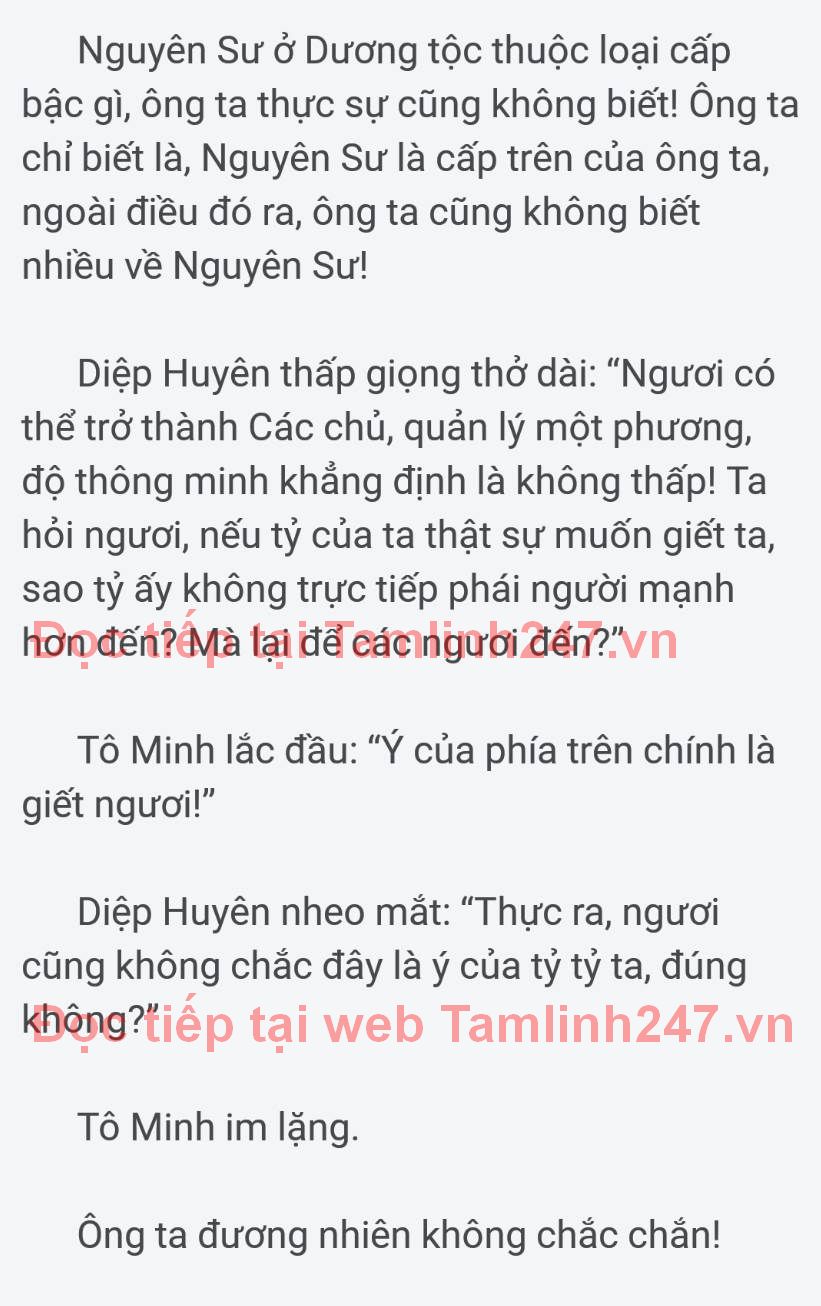 Nguyên Sư ở Dương tộc thuộc loại cấp
bậc gì, ông ta thực sự cũng không biết! Ông ta
chỉ biết là, Nguyên Sư là cấp trên của ông ta,
ngoài điều đó ra, ông ta cũng không biết
nhiều về Nguyên Sư!
Diệp Huyên thấp giọng thở dài: “Ngươi có
thể trở thành Các chủ, quản lý một phương,
độ thông minh khẳng định là không thấp! Ta
hỏi ngươi, nếu tỷ của ta thật sự muốn giết ta,
sao tỷ ấy không trực tiếp phái người mạnh
hơn đến? Mà lại để các ngươi đến?”
Đọc tiếp tại Tamlinh247.vn
Tô Minh lắc đầu: “Ý của phía trên chính là
giết ngươi!”
Diệp Huyên nheo mắt: “Thực ra, ngươi
cũng không chắc đây là ý của tỷ tỷ ta, đúng
không?”
Đọc tiếp tại web Tamlinh247.vn
Tô Minh im lặng.
Ông ta đương nhiên không chắc chắn!